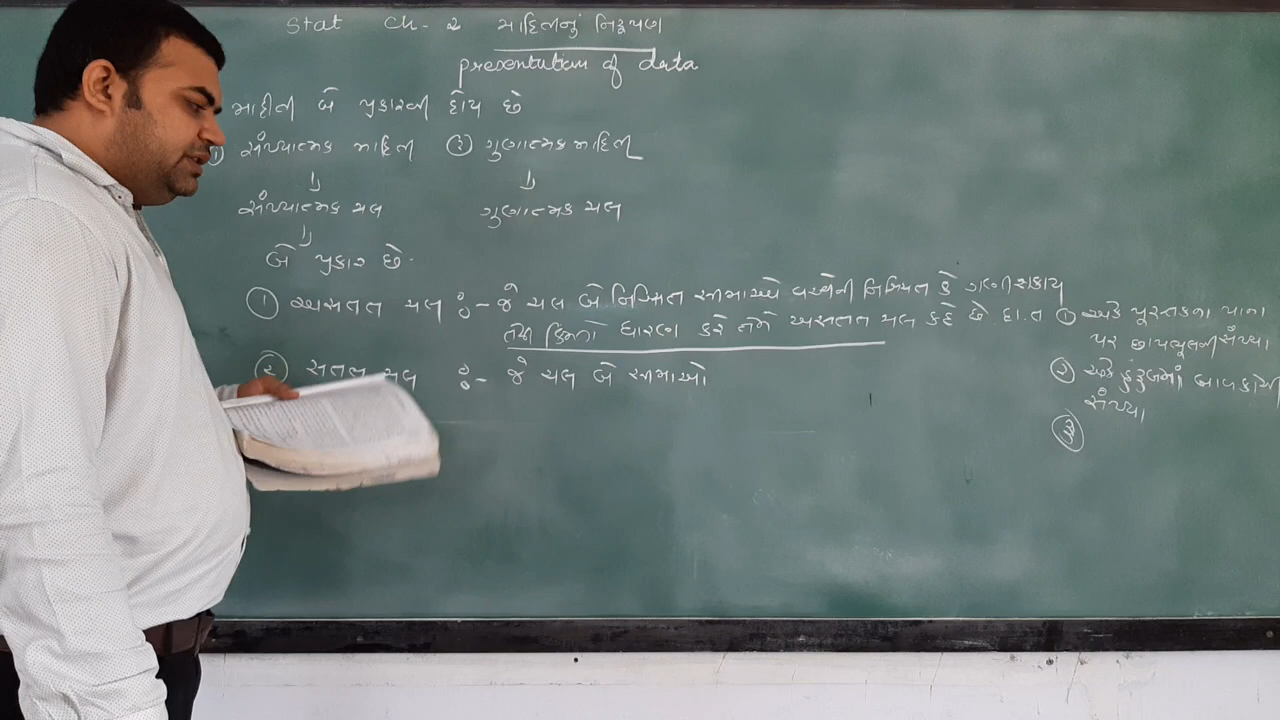 Stat Ch - ૨ માહિતીનું નિરૂપણ
presentation of data
માહીતી બે પ્રકારની હોય છે
① સંખ્યાત્મક માહિતી ② ગુણાત્મક માહિતી
⇓ ⇓
સંખ્યાત્મક ચલ ગુણાત્મક ચલ
⇓
બે પ્રકાર છે.
① અસતત ચલ :- જે ચલ બે નિશ્ચિત સીમાઓ વચ્ચેની નિશ્ચિત કે ગણી શકાય
તેવી કિંમતો ધારણ કરે તેને અસતત ચલ કહે છે. દા.ત ① એક પુસ્તકના પાના
પર છાપભૂલની સંખ્યા
② સતત ચલ :- જે ચલ બે સીમાઓ
② એક કુટુંબમાં બાળકોની
સંખ્યા
③